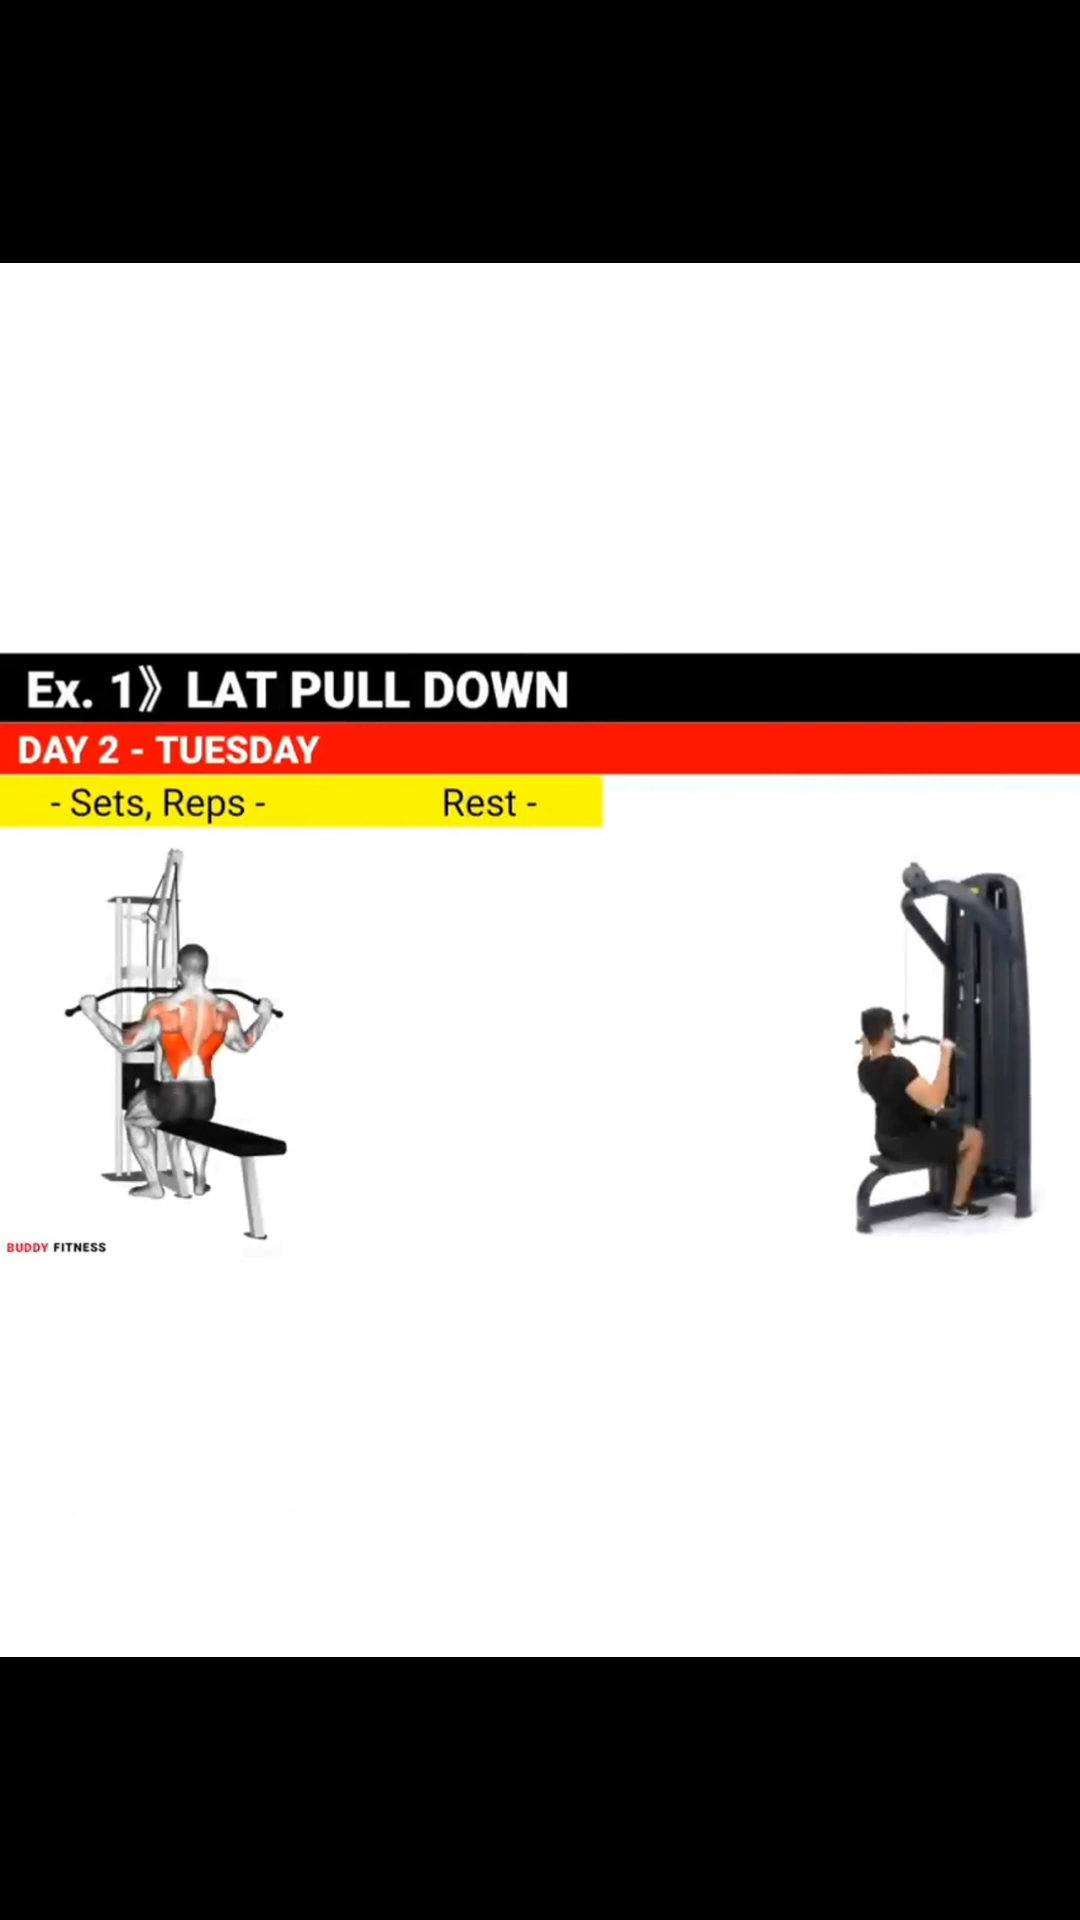 Ex. 1》 LAT PULL DOWN
DAY 2 - TUESDAY
- Sets, Reps - Rest -
BUDDY FITNESS